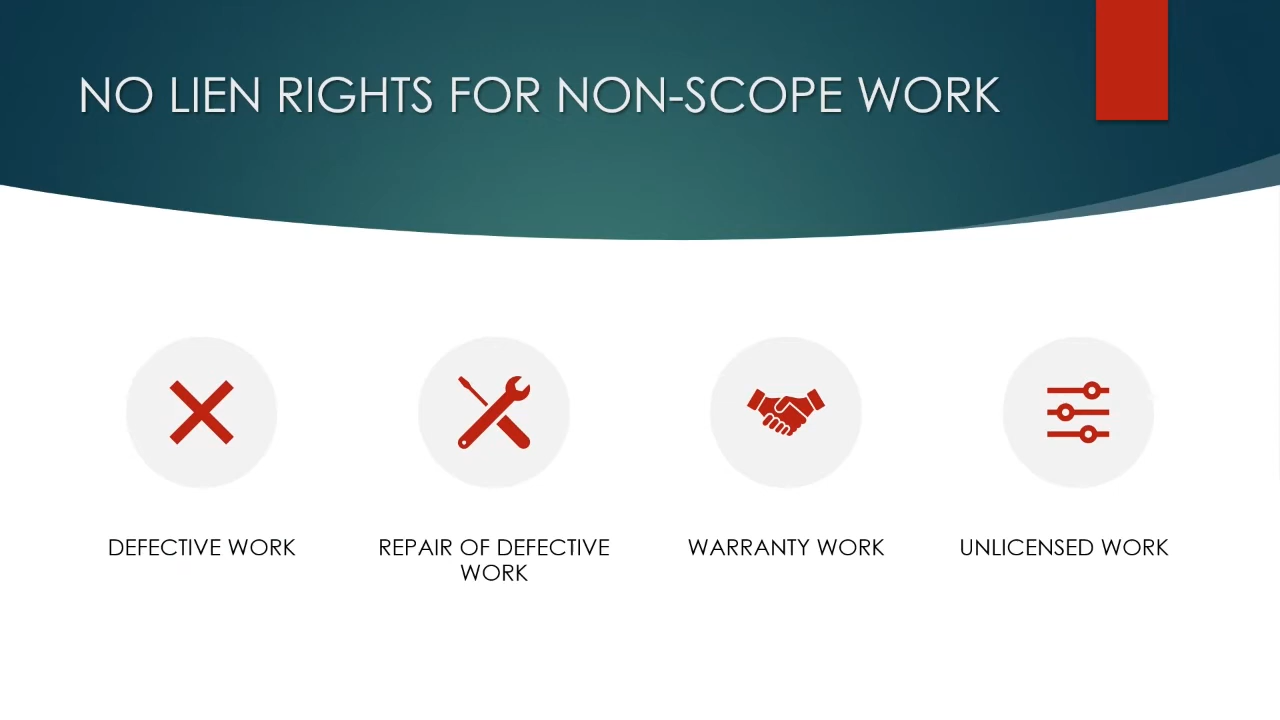 NO LIEN RIGHTS FOR NON-SCOPE WORK
DEFECTIVE WORK
REPAIR OF DEFECTIVE
WORK
WARRANTY WORK
UNLICENSED WORK